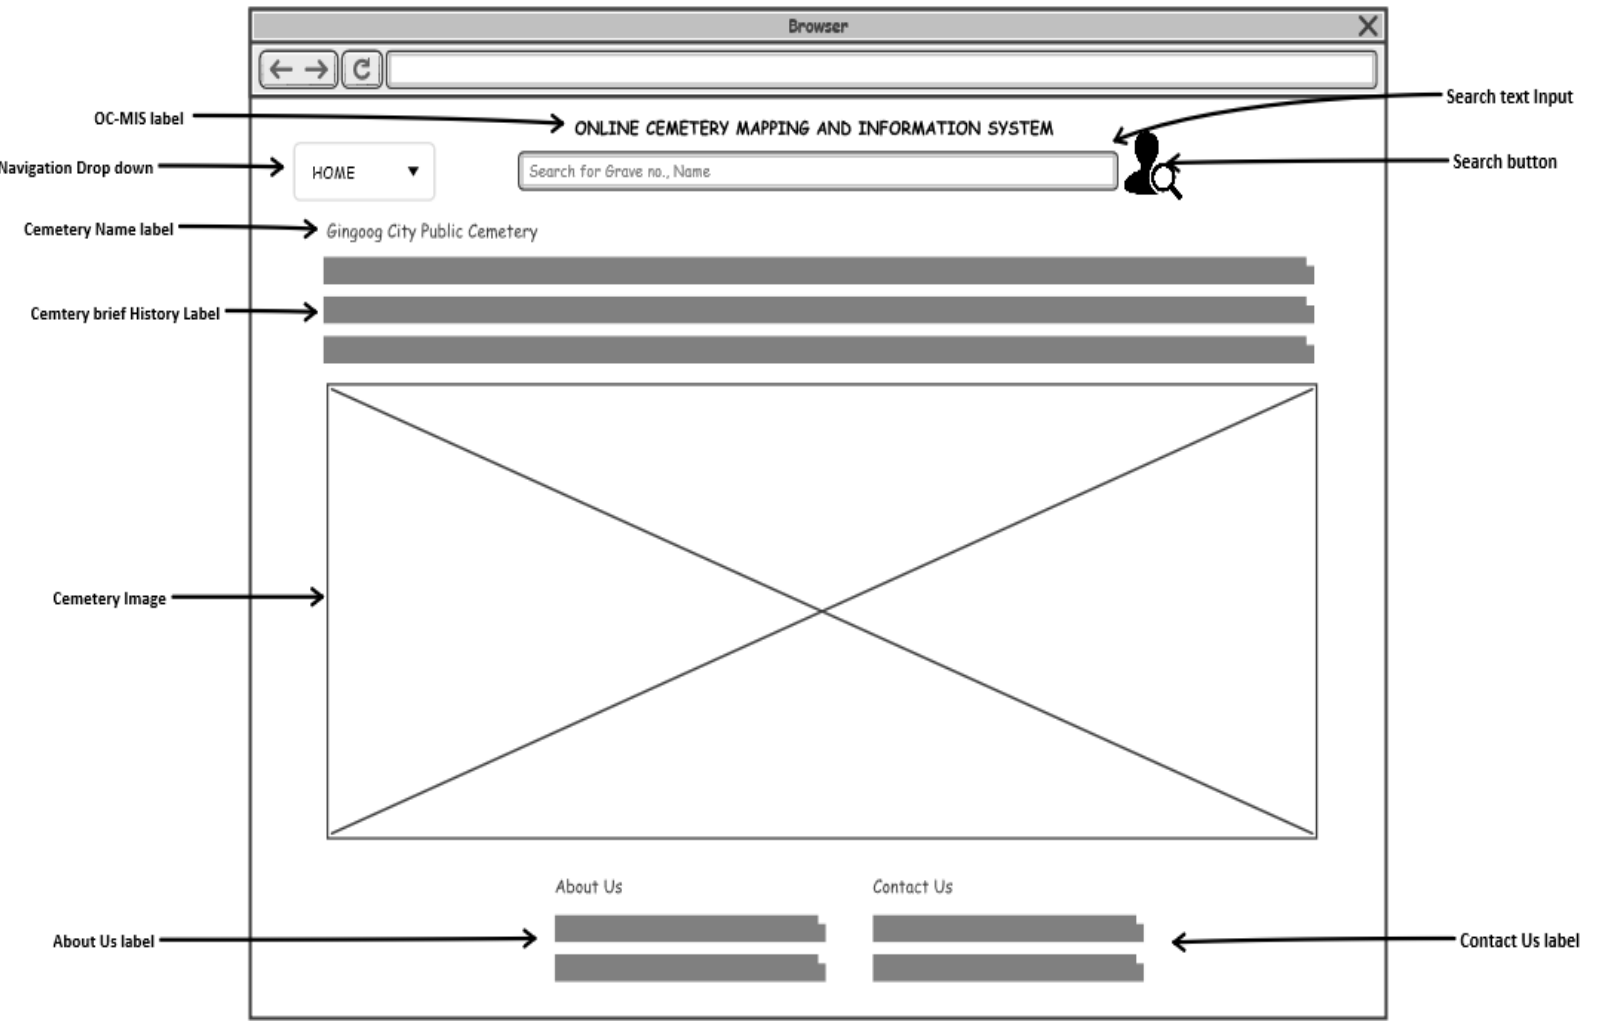 Browser
OC-MIS label
ONLINE CEMETERY MAPPING AND INFORMATION SYSTEM
Search text Input
Navigation Drop down
HOME
Search for Grave no., Name
Search button
Cemetery Name label
Gingoog City Public Cemetery
Cemtery brief History Label
Cemetery Image
About Us
Contact Us
About Us label
Contact Us label